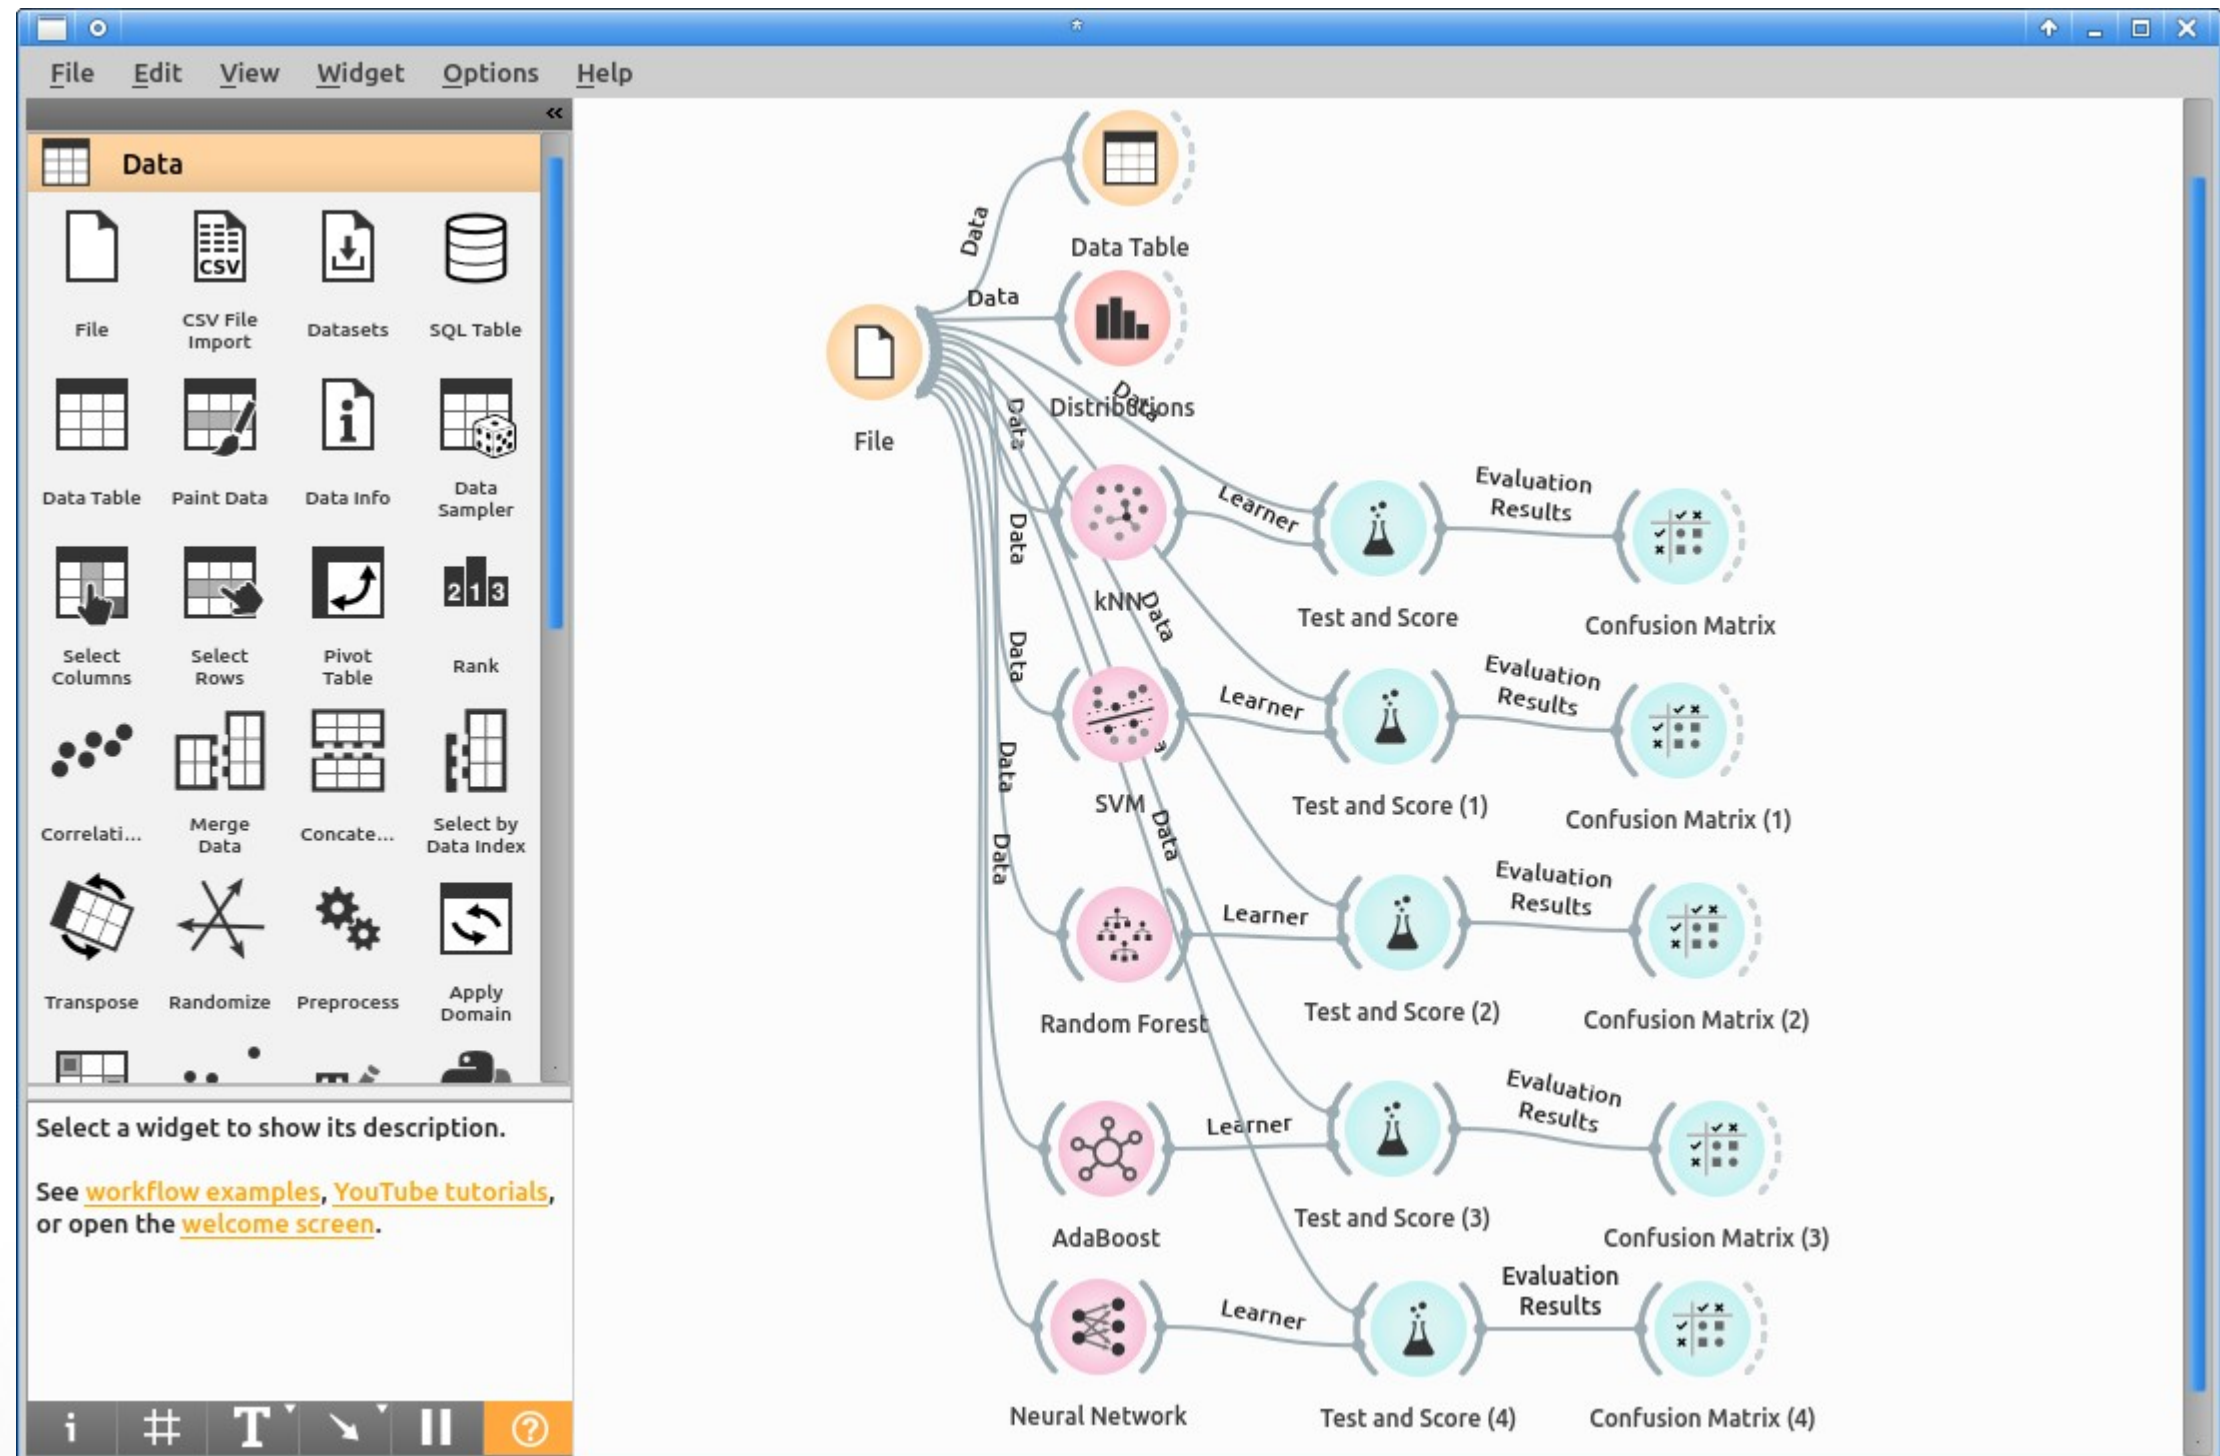 *
File Edit View Widget Options Help
«
Data
CSV
File
CSV File
Import
Datasets
SQL Table
i
Data Table
Paint Data
Data Info
Data
Sampler
2 1 3
Select
Columns
Select
Rows
Pivot
Table
Rank
Correlati...
Merge
Data
Concate...
Select by
Data Index
Transpose
Randomize
Preprocess
Apply
Domain
Select a widget to show its description.
See workflow examples, YouTube tutorials,
or open the welcome screen.
i # T ?
Data
Data Table
Data
File
Data
Distributions
Data
Learner
Evaluation
Results
Data
kNN
Data
Test and Score
Confusion Matrix
Data
Learner
Evaluation
Results
SVM
Test and Score (1)
Confusion Matrix (1)
Data
Data
Data
Learner
Evaluation
Results
Random Forest
Test and Score (2)
Confusion Matrix (2)
Learner
Evaluation
Results
AdaBoost
Test and Score (3)
Confusion Matrix (3)
Learner
Evaluation
Results
Neural Network
Test and Score (4)
Confusion Matrix (4)